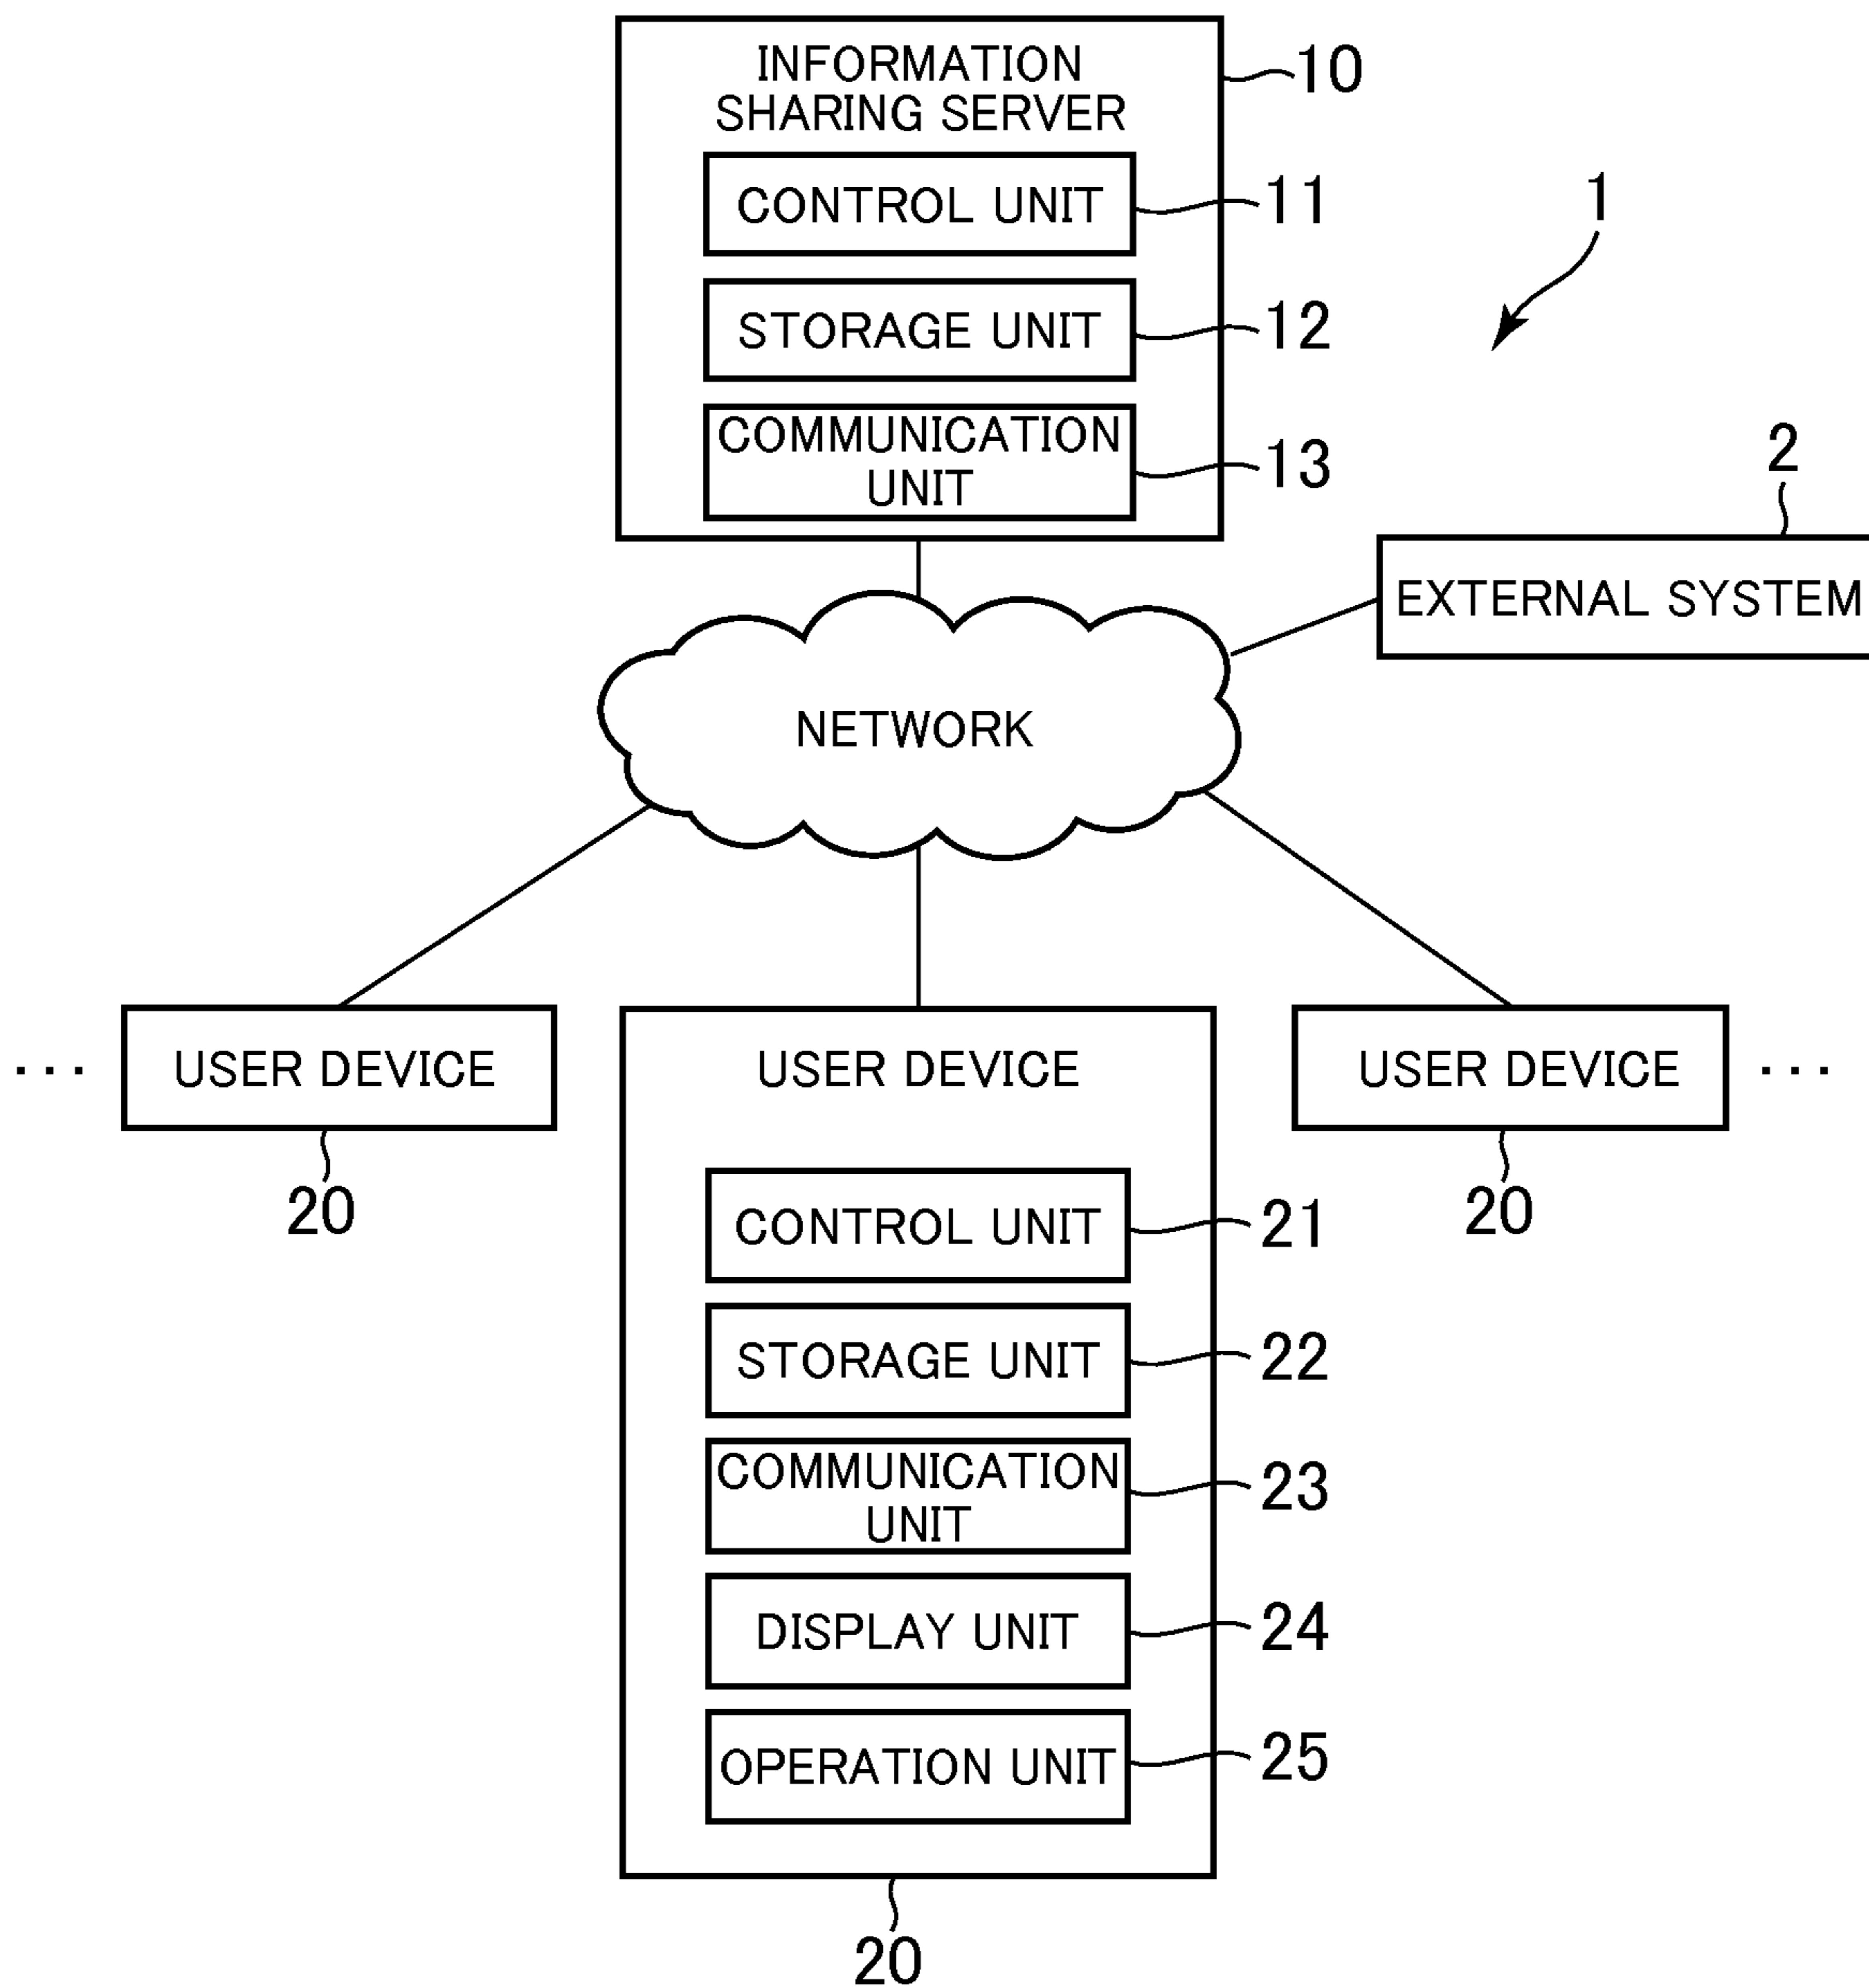 INFORMATION
SHARING SERVER
10
CONTROL UNIT
11
1
STORAGE UNIT
12
COMMUNICATION
UNIT
13
2
EXTERNAL SYSTEM
NETWORK
...
USER DEVICE
USER DEVICE
USER DEVICE
...
20
20
CONTROL UNIT
21
STORAGE UNIT
22
COMMUNICATION
UNIT
23
DISPLAY UNIT
24
OPERATION UNIT
25
20